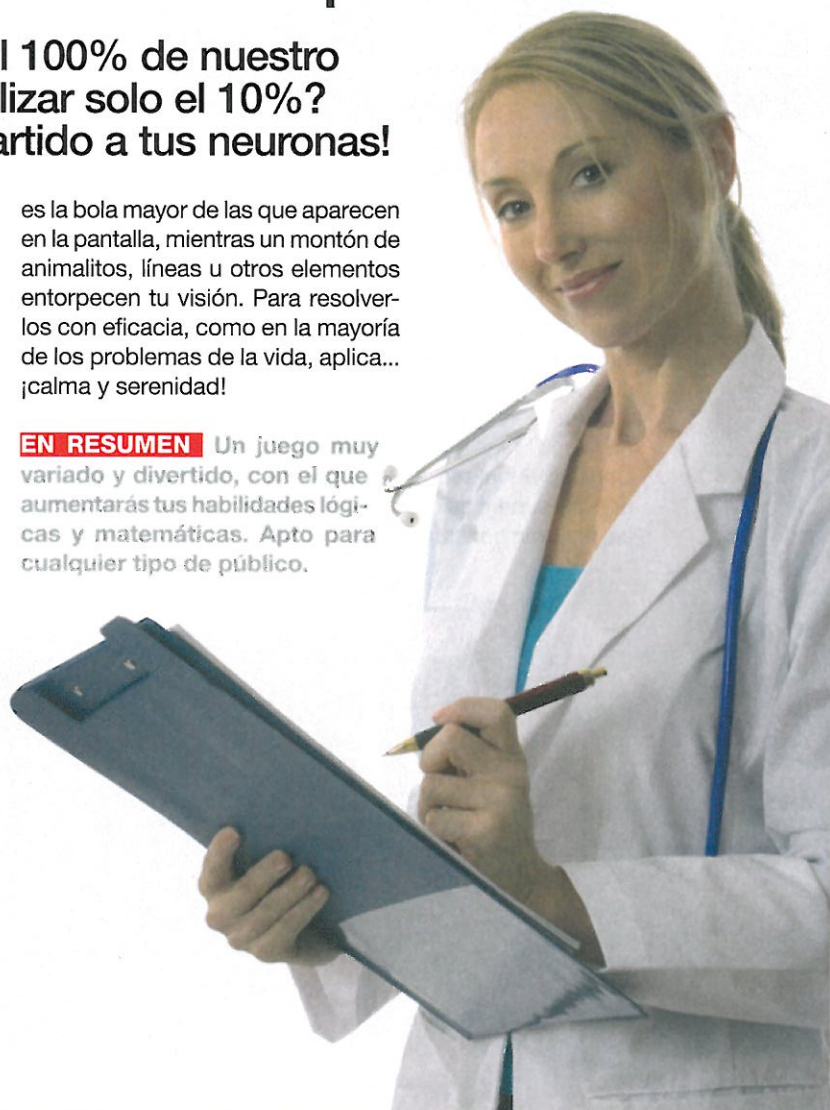 l 100% de nuestro
lizar solo el 10%?
artido a tus neuronas!
es la bola mayor de las que aparecen
en la pantalla, mientras un montón de
animalitos, líneas u otros elementos
entorpecen tu visión. Para resolver-
los con eficacia, como en la mayoría
de los problemas de la vida, aplica...
¡calma y serenidad!
EN RESUMEN Un juego muy
variado y divertido, con el que
aumentarás tus habilidades lógi-
cas y matemáticas. Apto para
cualquier tipo de público.